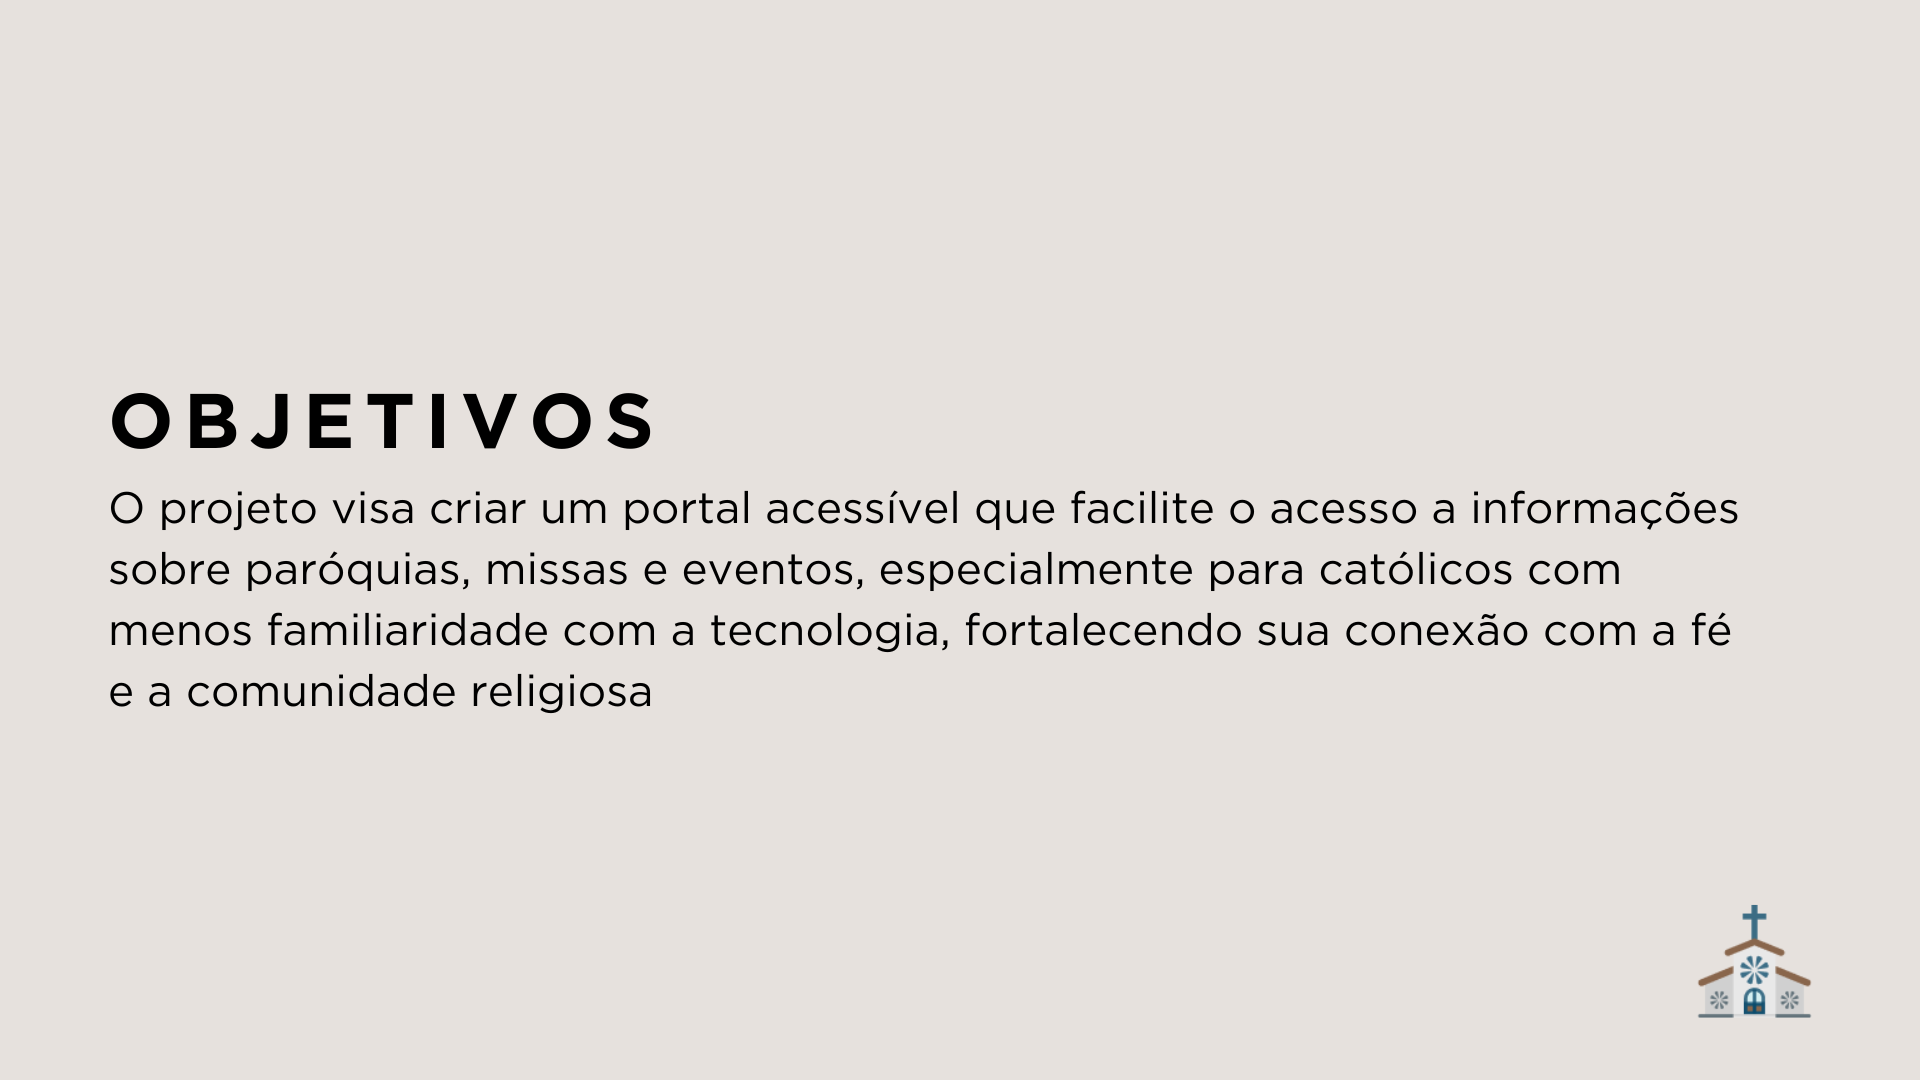 OBJETIVOS
O projeto visa criar um portal acessível que facilite o acesso a informações
sobre paróquias, missas e eventos, especialmente para católicos com
menos familiaridade com a tecnologia, fortalecendo sua conexão com a fé
e a comunidade religiosa